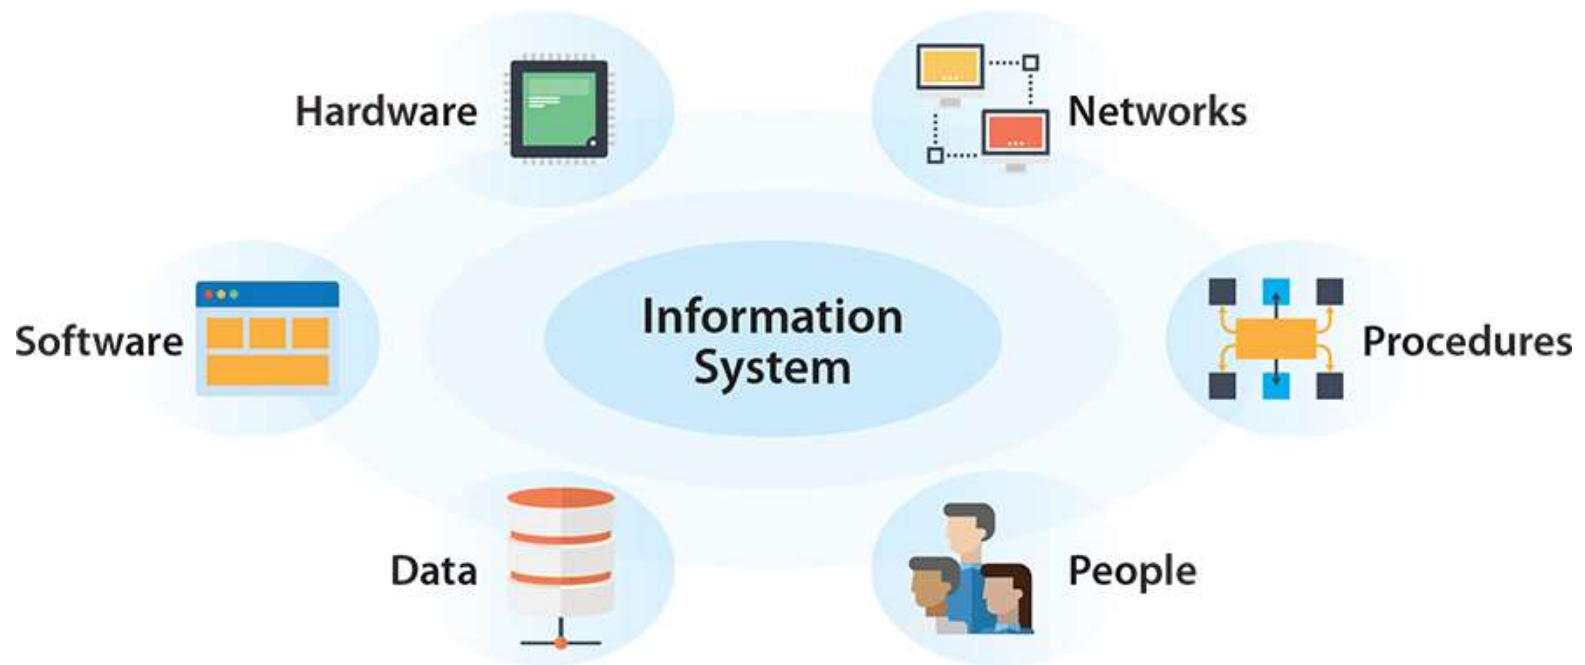 Hardware
Networks
Software
Information
System
Procedures
Data
People